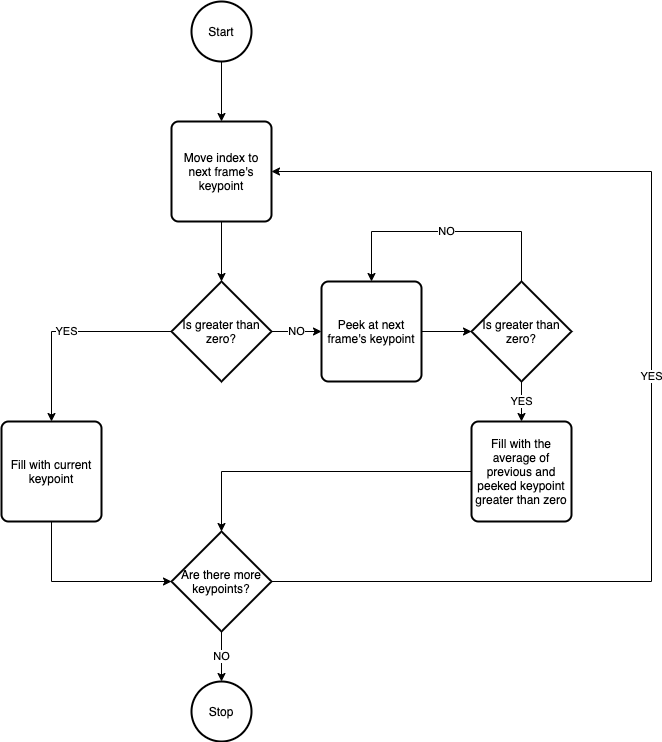 Start
Move index to
next frame's
keypoint
NO
Is greater than
zero?
NO
Peek at next
frame's keypoint
Is greater than
zero?
YES
YES
YES
Fill with current
keypoint
Fill with the
average of
previous and
peeked keypoint
greater than zero
Are there more
keypoints?
NO
Stop